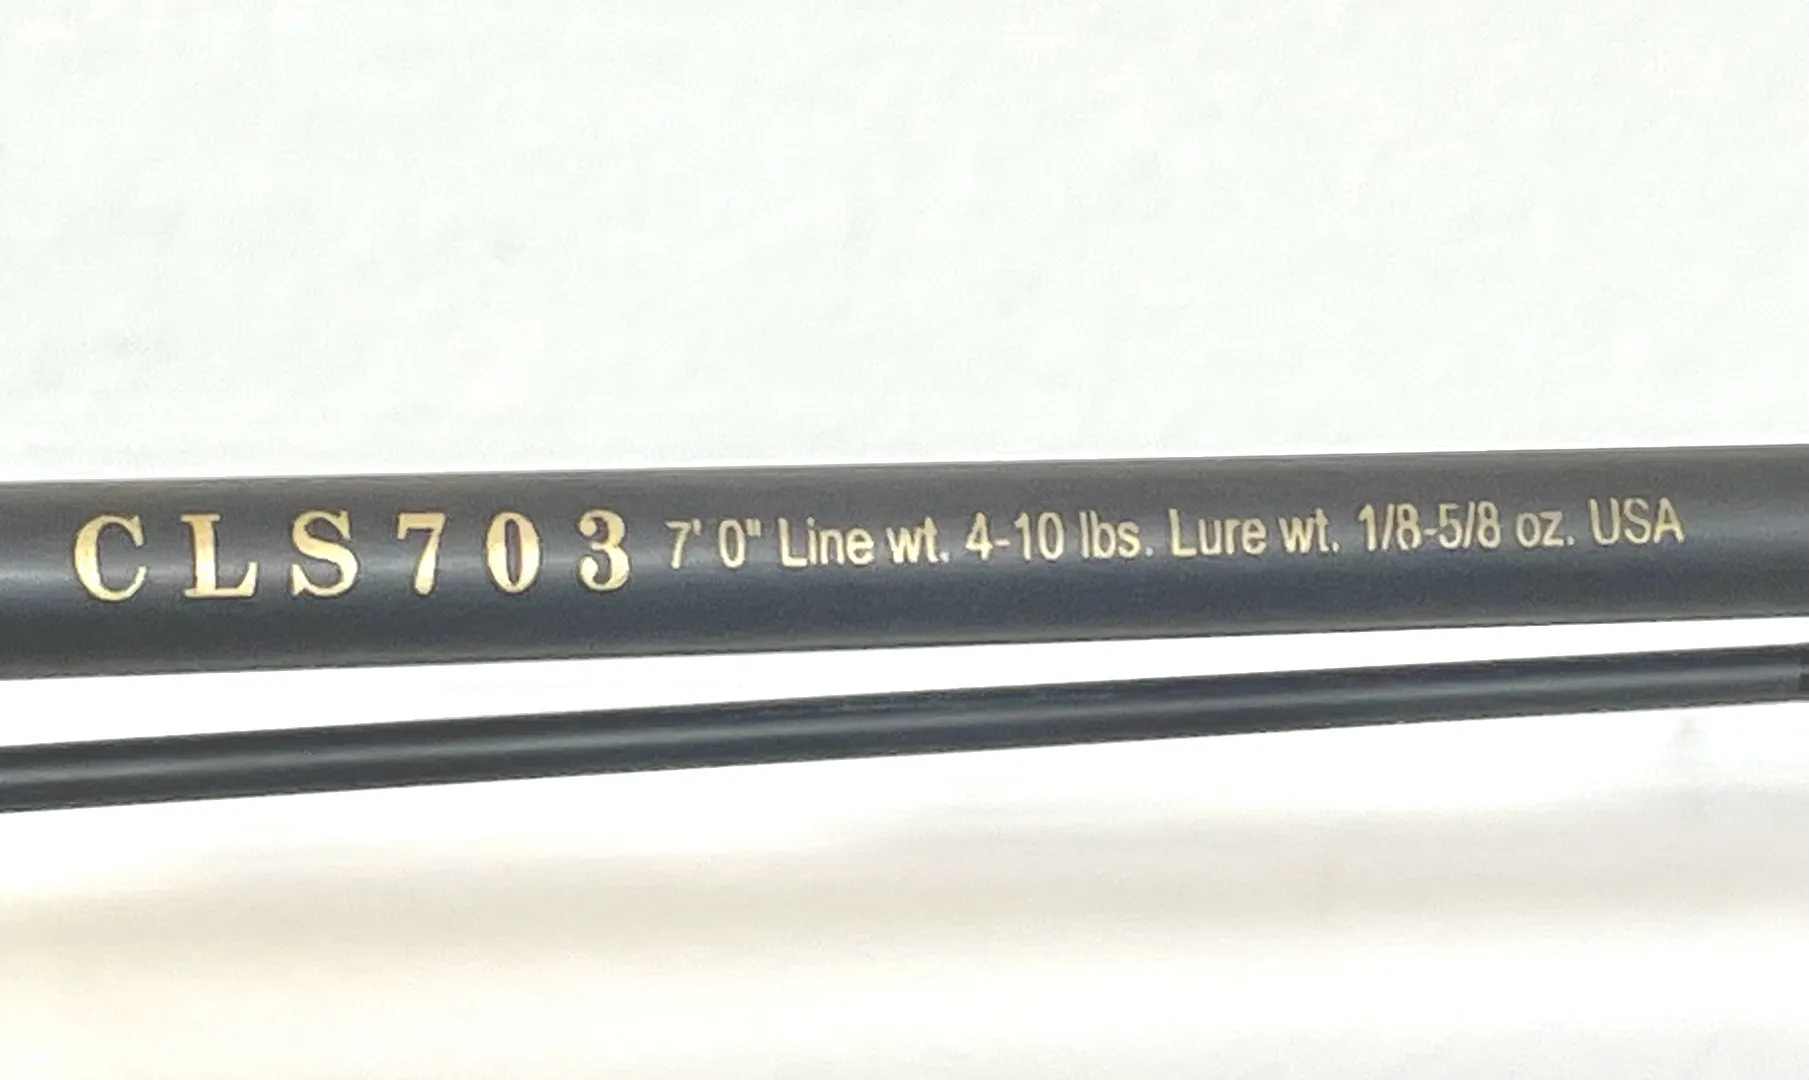 CLS703 7' 0" Line wt. 4-10 lbs. Lure wt. 1/8-5/8 oz. USA